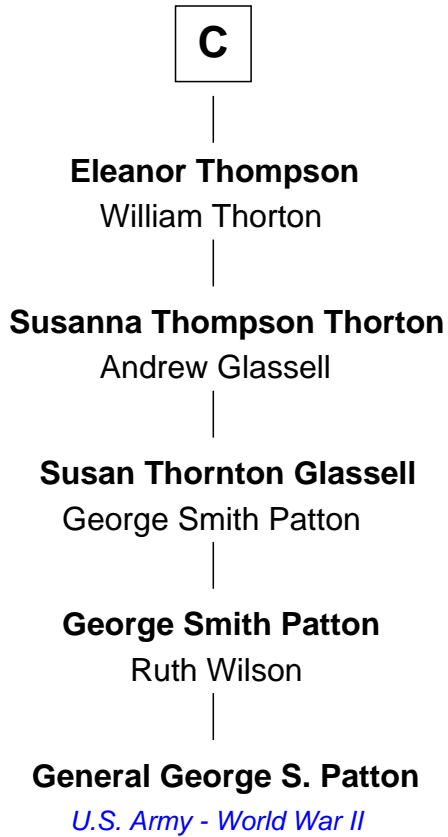 C
Eleanor Thompson
William Thorton
Susanna Thompson Thorton
Andrew Glassell
Susan Thornton Glassell
George Smith Patton
George Smith Patton
Ruth Wilson
General George S. Patton
U.S. Army - World War II